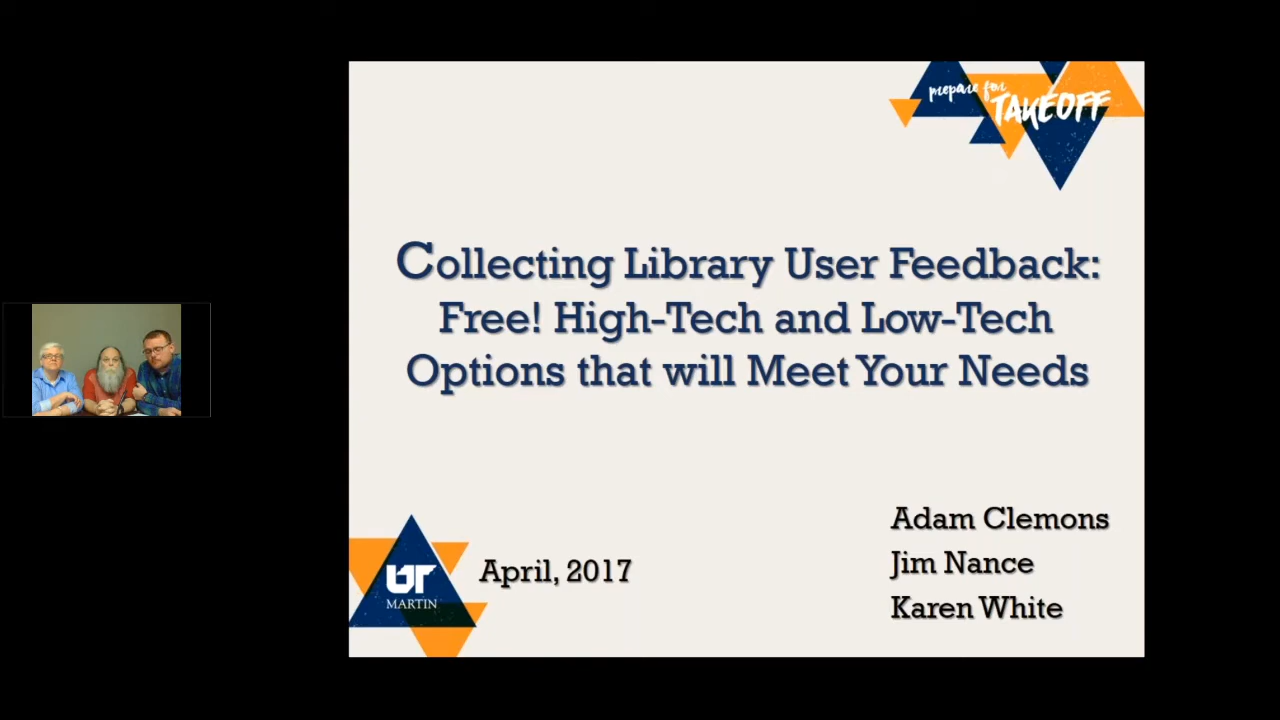 prepare for
TAKEOFF
Collecting Library User Feedback:
Free! High-Tech and Low-Tech
Options that will Meet Your Needs
Adam Clemons
Jim Nance
Karen White
April, 2017
UT
MARTIN